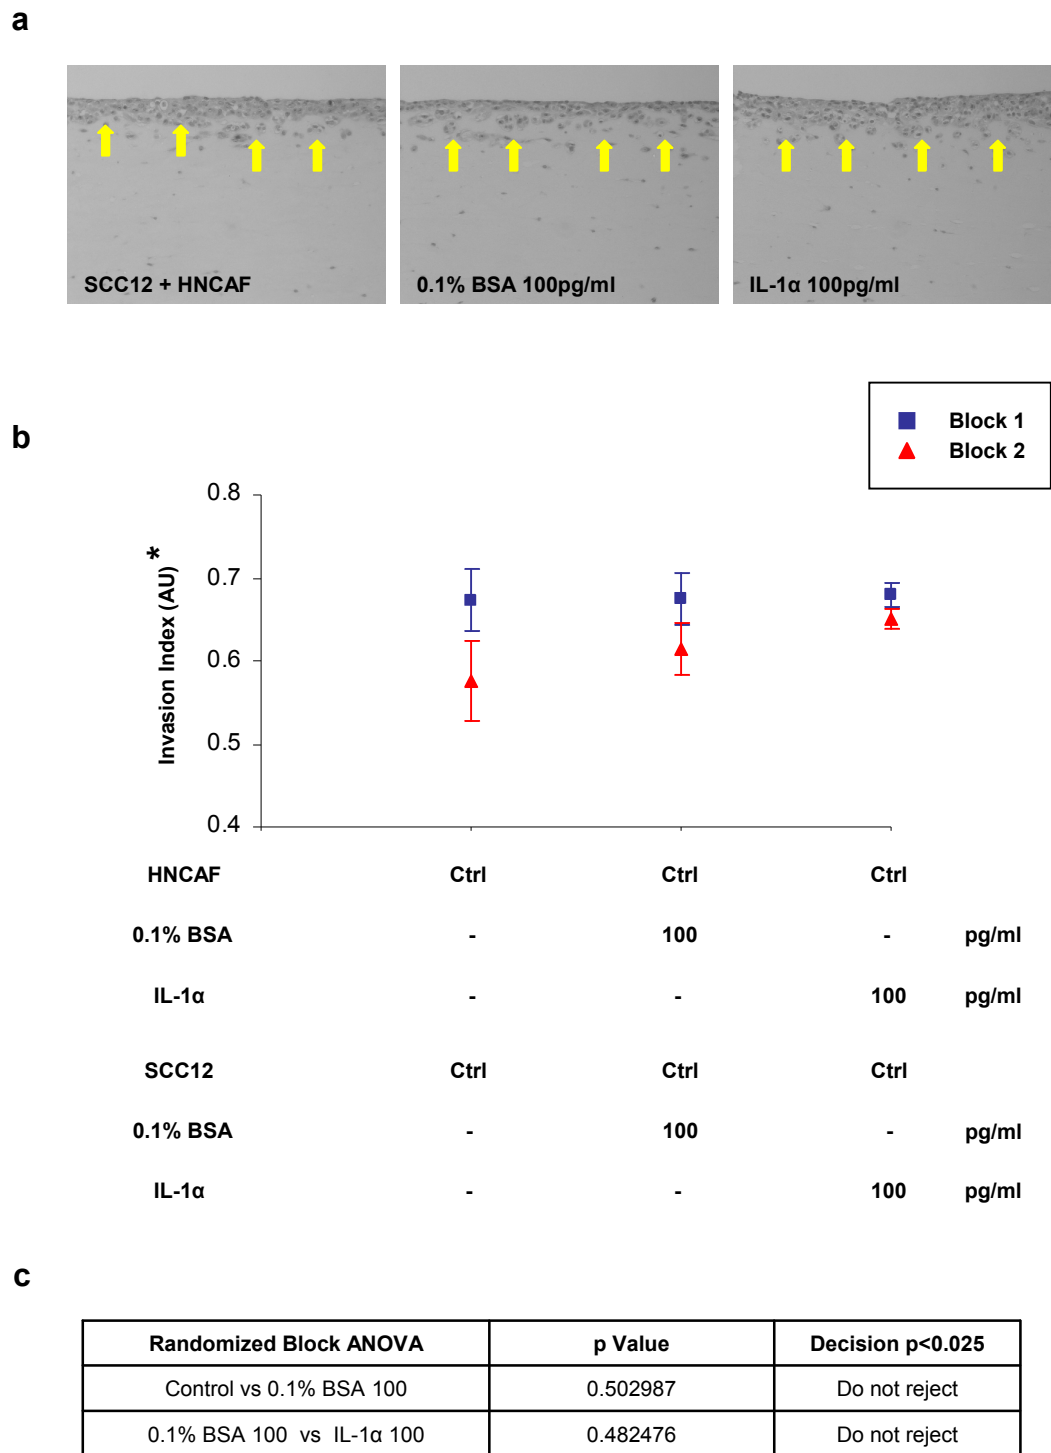 a
SCC12 + HNCAF
0.1% BSA 100pg/ml
IL-1α 100pg/ml
b
Block 1
Block 2
Invasion Index (AU) *
0.8
0.7
0.6
0.5
0.4
HNCAF Ctrl Ctrl Ctrl
0.1% BSA - 100 - pg/ml
IL-1α - - 100 pg/ml
SCC12 Ctrl Ctrl Ctrl
0.1% BSA - 100 - pg/ml
IL-1α - - 100 pg/ml
c
Randomized Block ANOVA p Value Decision p<0.025
Control vs 0.1% BSA 100 0.502987 Do not reject
0.1% BSA 100 vs IL-1α 100 0.482476 Do not reject